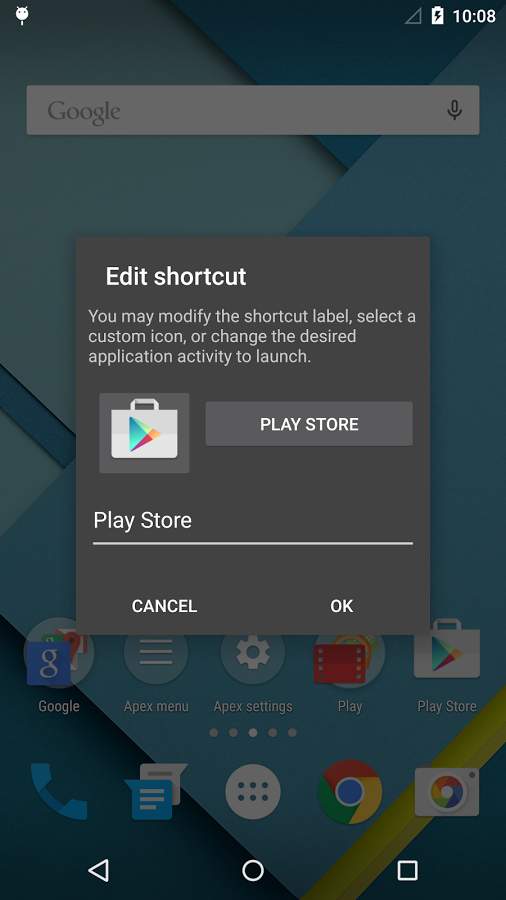 10:08
Google
Edit shortcut
You may modify the shortcut label, select a
custom icon, or change the desired
application activity to launch.
PLAY STORE
Play Store
CANCEL
OK
g
Google
Apex menu
Apex settings
Play
Play Store